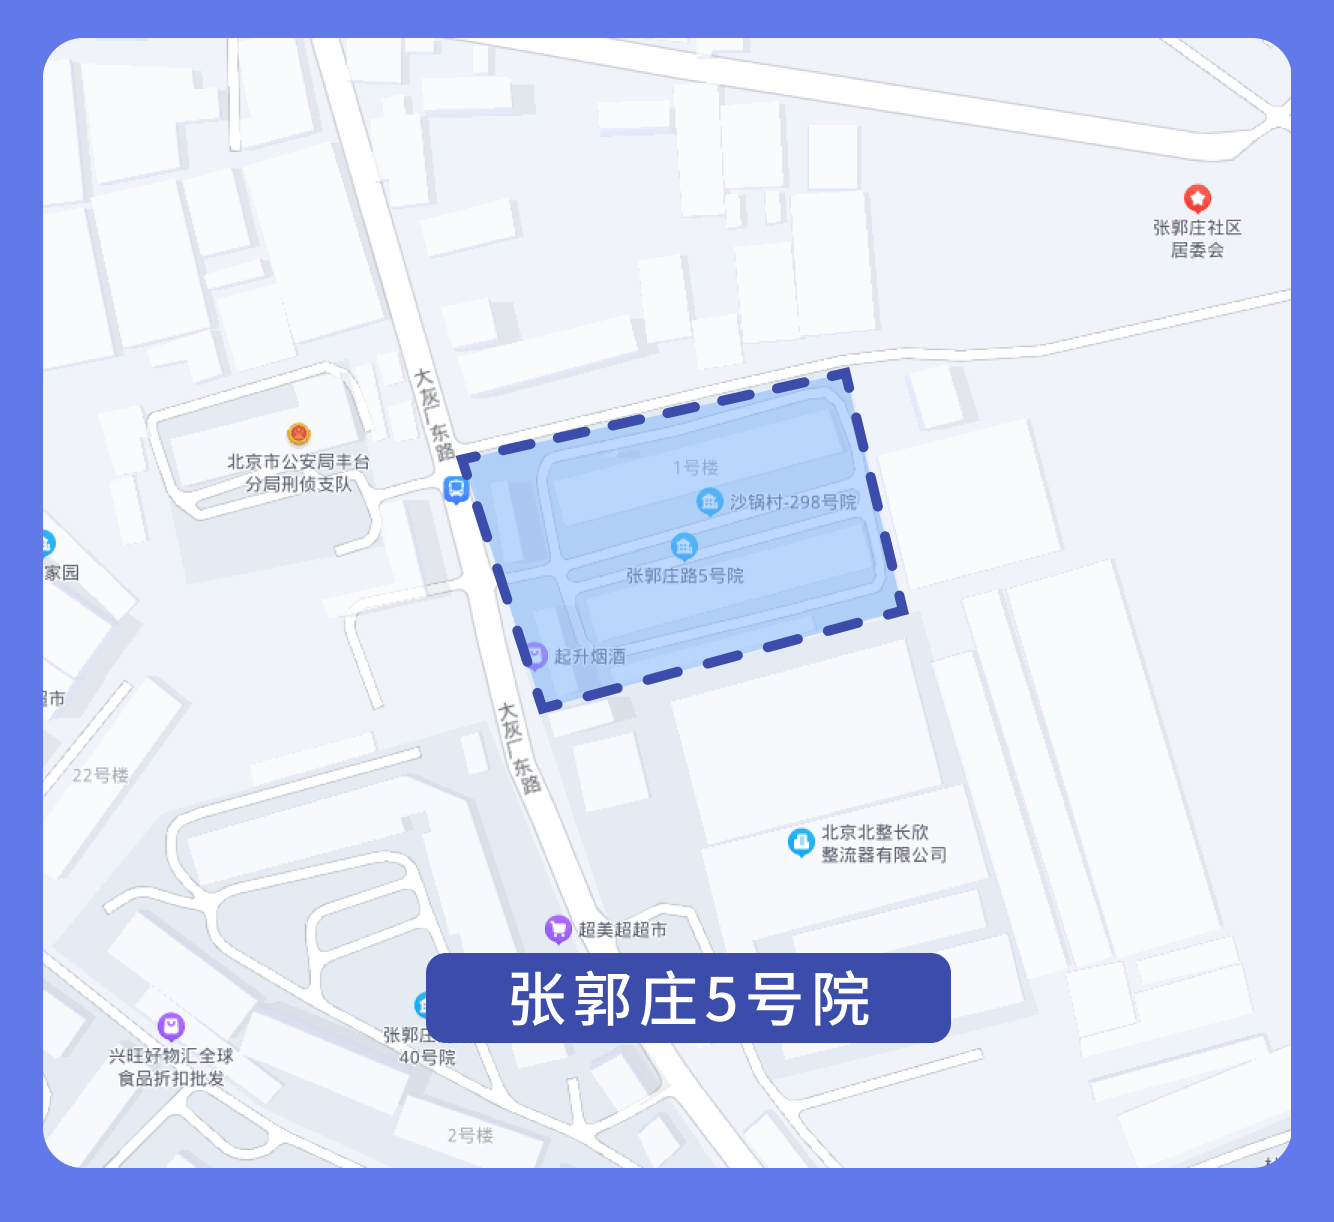 张郭庄社区
居委会
大灰厂东路
北京市公安局丰台
分局刑侦支队
1号楼
沙锅村-298号院
张郭庄路5号院
家园
起升烟酒
大灰厂东路
22号楼
北京北整长欣
整流器有限公司
超美超超市
张郭庄5号院
张郭庄
40号院
兴旺好物汇全球
食品折扣批发
2号楼